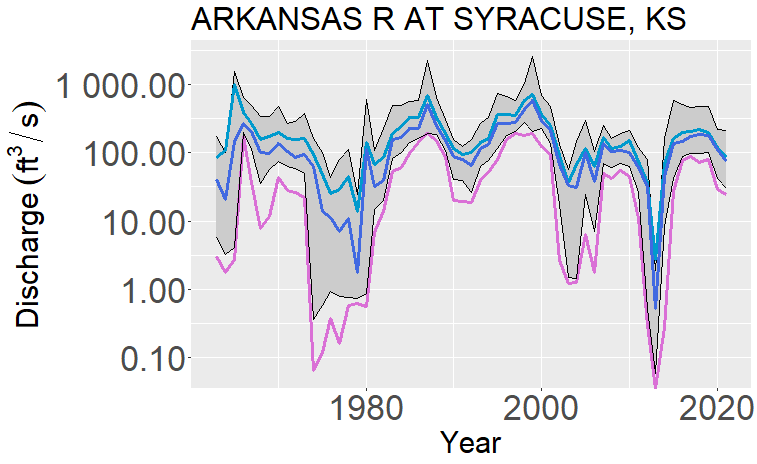 ARKANSAS R AT SYRACUSE, KS
Discharge (ft³/s)
1 000.00
100.00
10.00
1.00
0.10
1980 2000 2020
Year